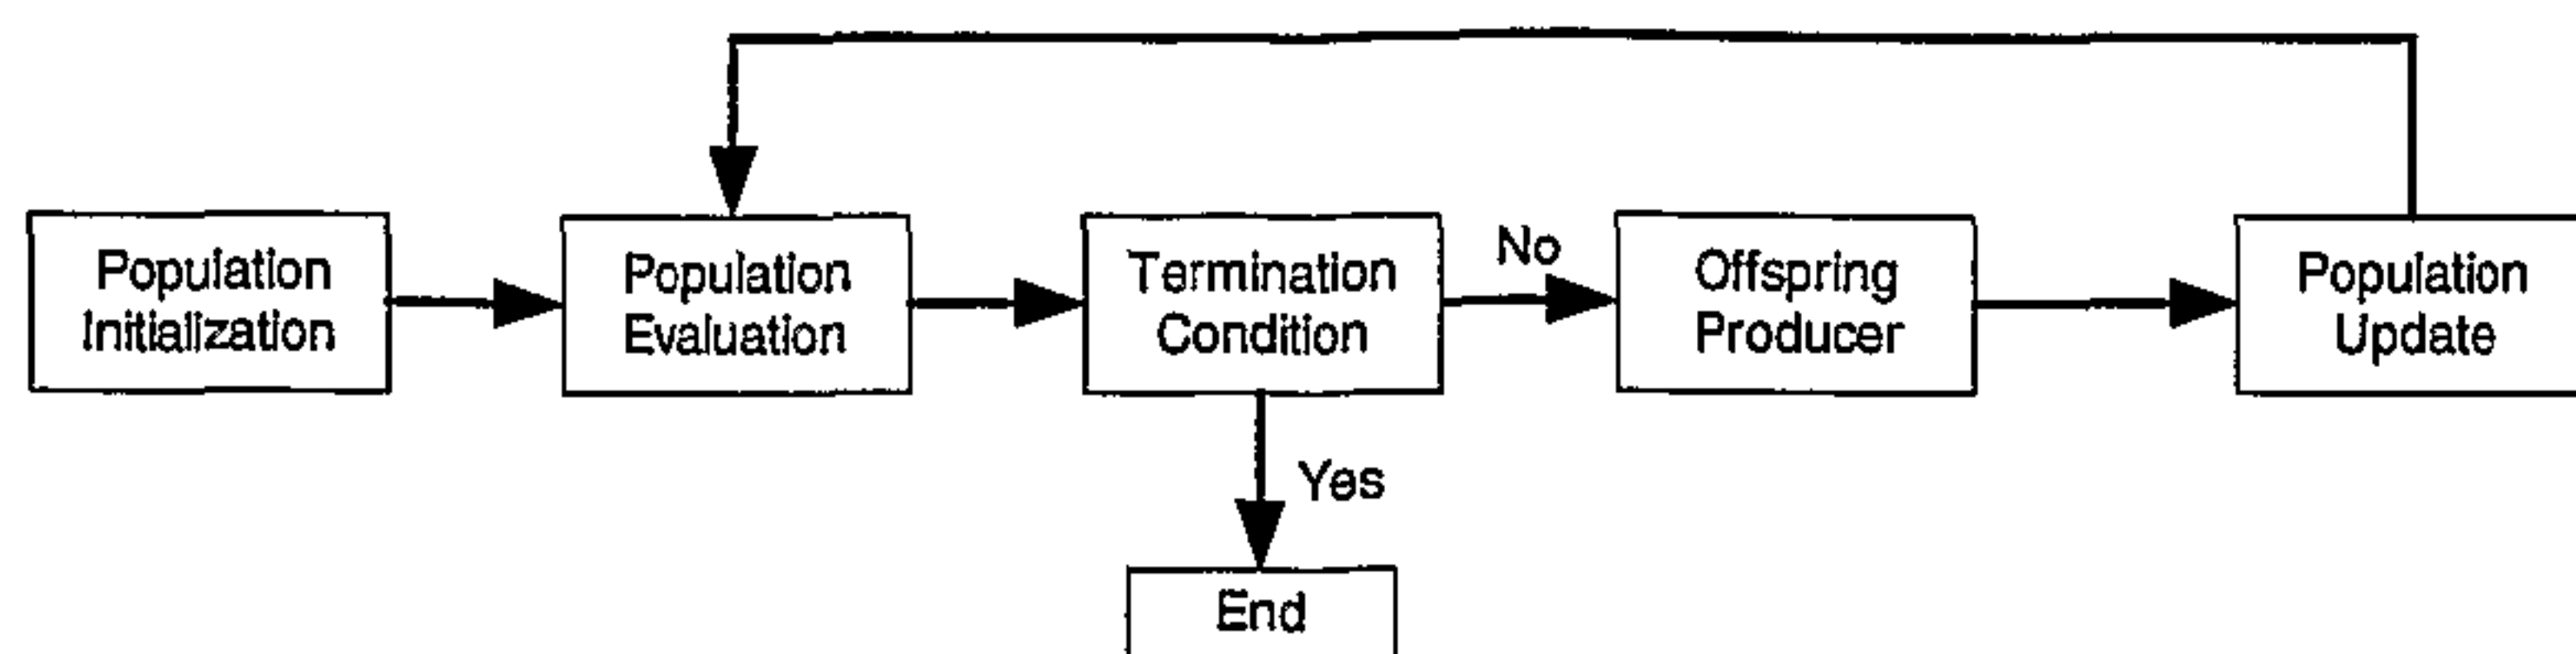 Population
Initialization
Population
Evaluation
Termination
Condition
No
Offspring
Producer
Population
Update
Yes
End